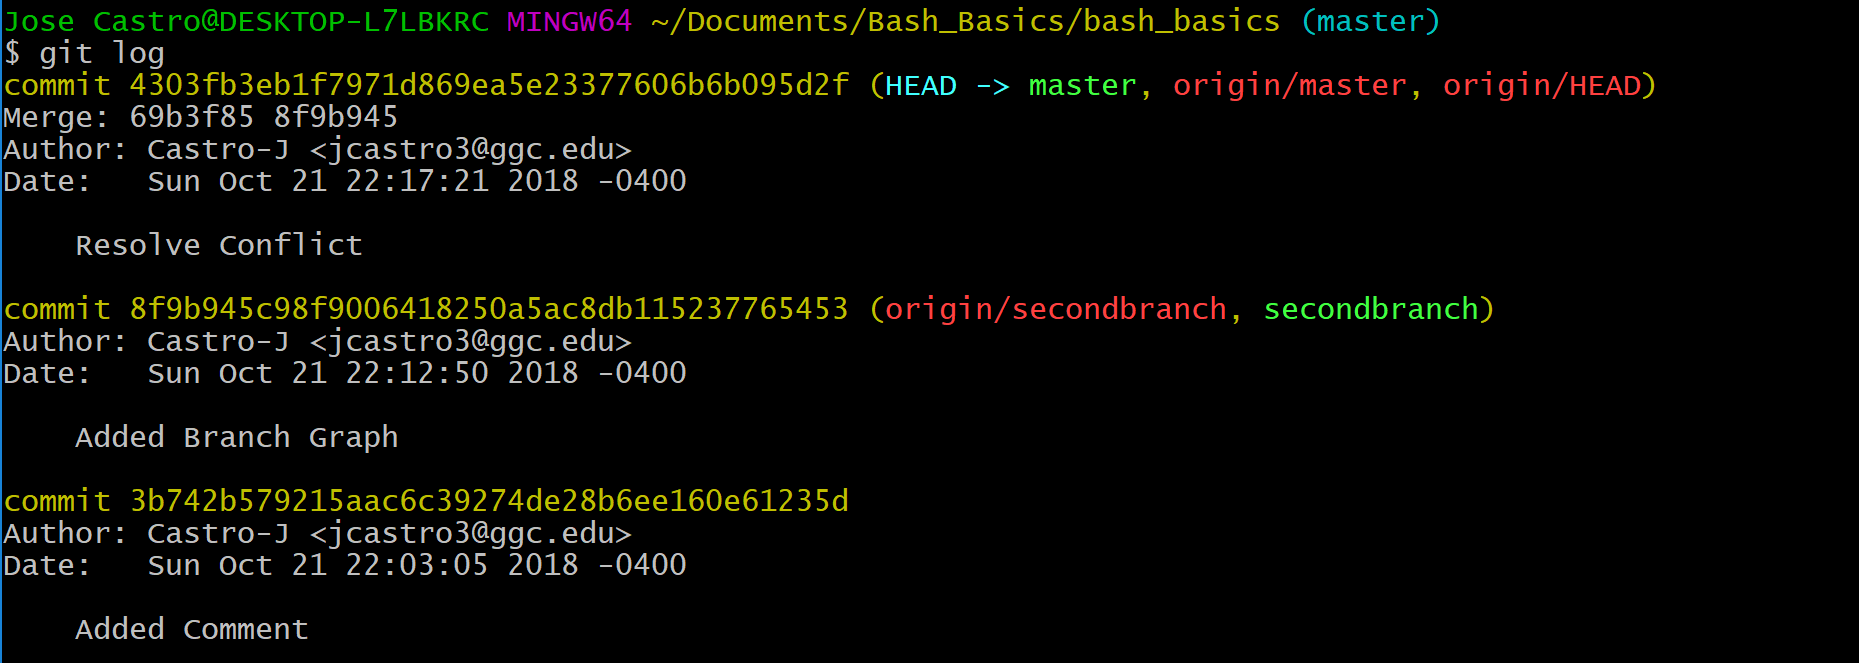 Jose Castro@DESKTOP-L7LBKRC MINGW64 ~/Documents/Bash_Basics/bash_basics (master)
$ git log
commit 4303fb3eb1f7971d869ea5e23377606b6b095d2f (HEAD -> master, origin/master, origin/HEAD)
Merge: 69b3f85 8f9b945
Author: Castro-J <jcastro3@ggc.edu>
Date:   Sun Oct 21 22:17:21 2018 -0400
    Resolve Conflict
commit 8f9b945c98f9006418250a5ac8db115237765453 (origin/secondbranch, secondbranch)
Author: Castro-J <jcastro3@ggc.edu>
Date:   Sun Oct 21 22:12:50 2018 -0400
    Added Branch Graph
commit 3b742b579215aac6c39274de28b6ee160e61235d
Author: Castro-J <jcastro3@ggc.edu>
Date:   Sun Oct 21 22:03:05 2018 -0400
    Added Comment